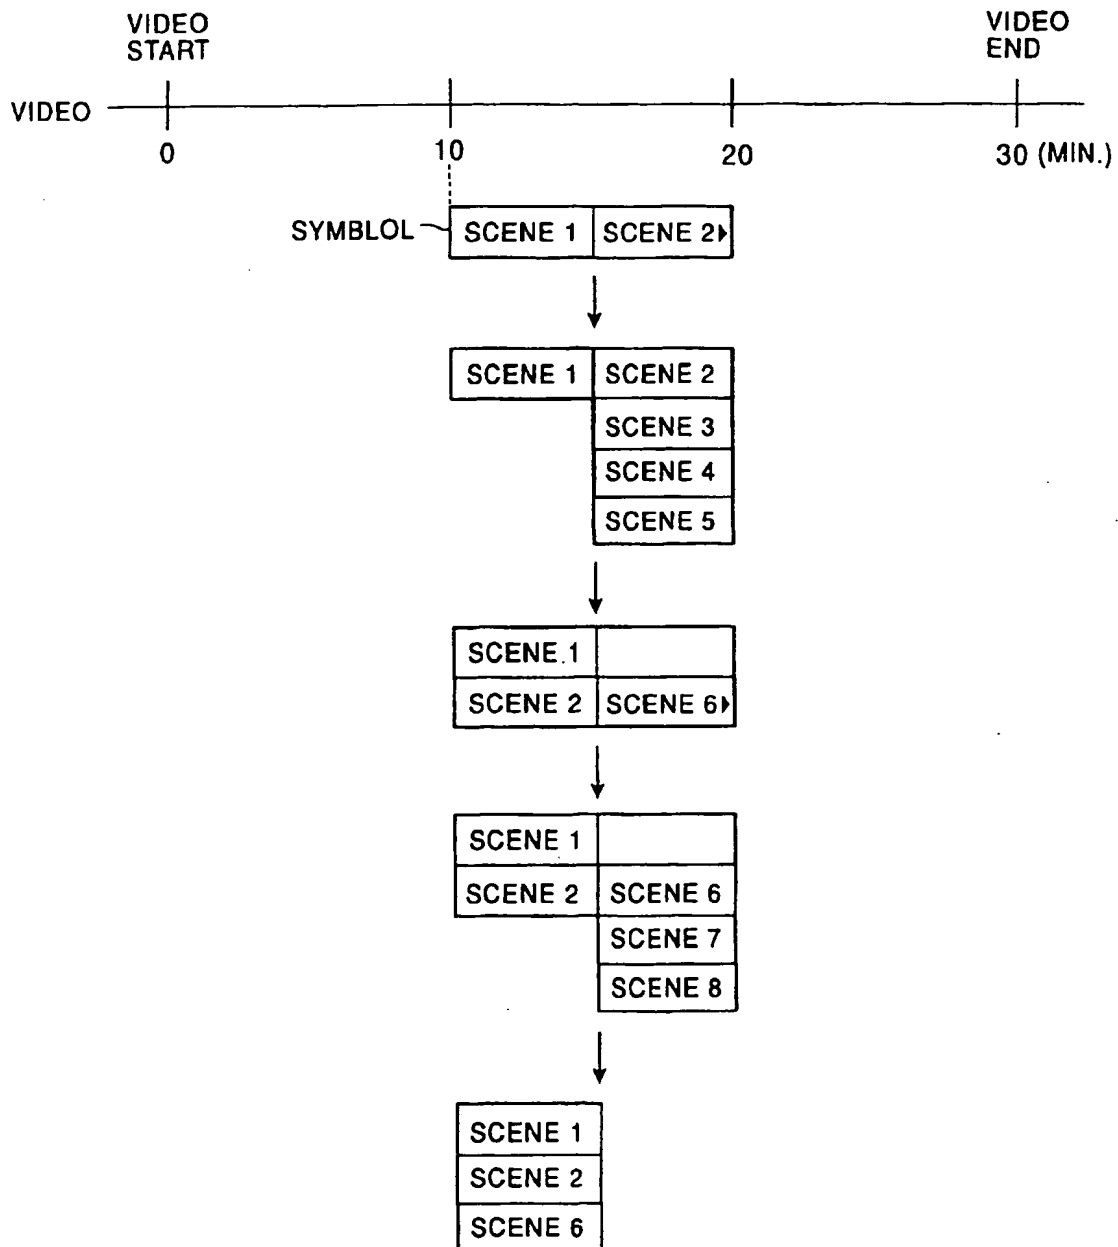 VIDEO START
VIDEO END
VIDEO
0
10
20
30 (MIN.)
SYMBLOL
SCENE 1
SCENE 2
SCENE 1
SCENE 2
SCENE 3
SCENE 4
SCENE 5
SCENE 1
SCENE 2
SCENE 6
SCENE 1
SCENE 2
SCENE 6
SCENE 7
SCENE 8
SCENE 1
SCENE 2
SCENE 6